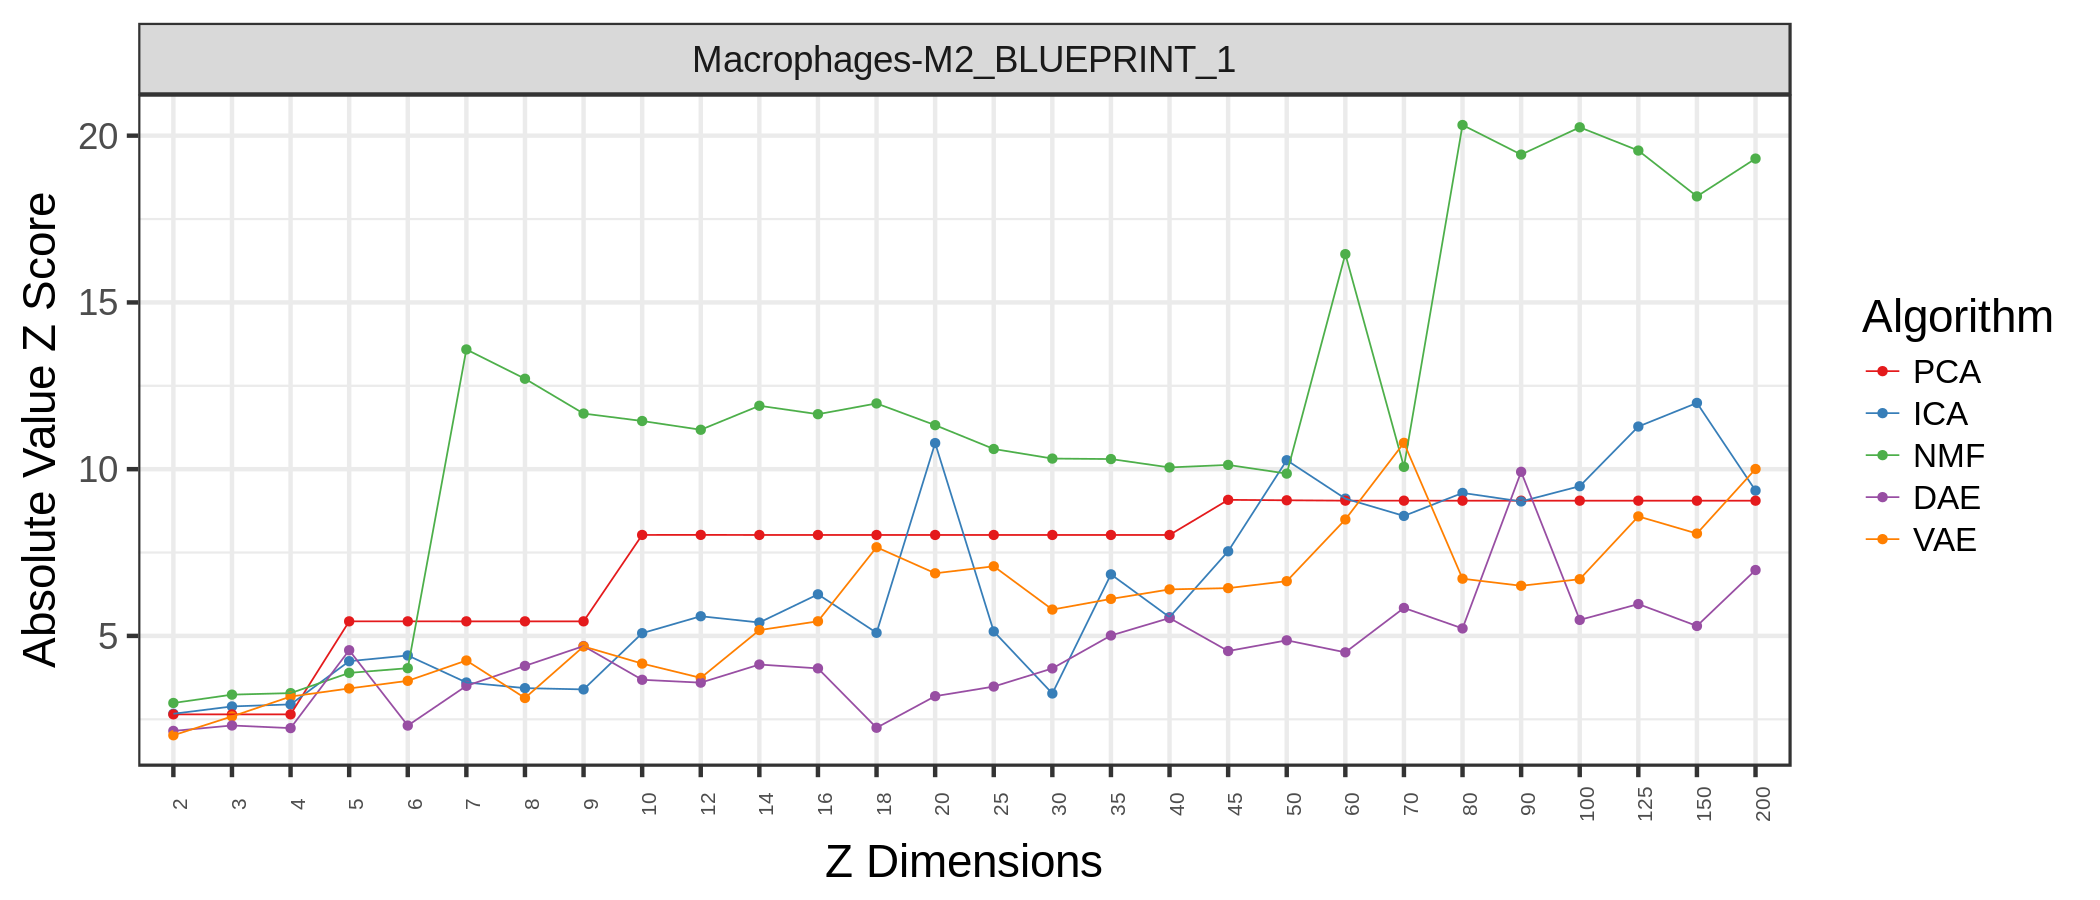 Macrophages-M2_BLUEPRINT_1
Absolute Value Z Score
20
15
10
5
2 3 4 5 6 7 8 9 10 12 14 16 18 20 25 30 35 40 45 50 60 70 80 90 100 125 150 200
Z Dimensions
Algorithm
PCA
ICA
NMF
DAE
VAE